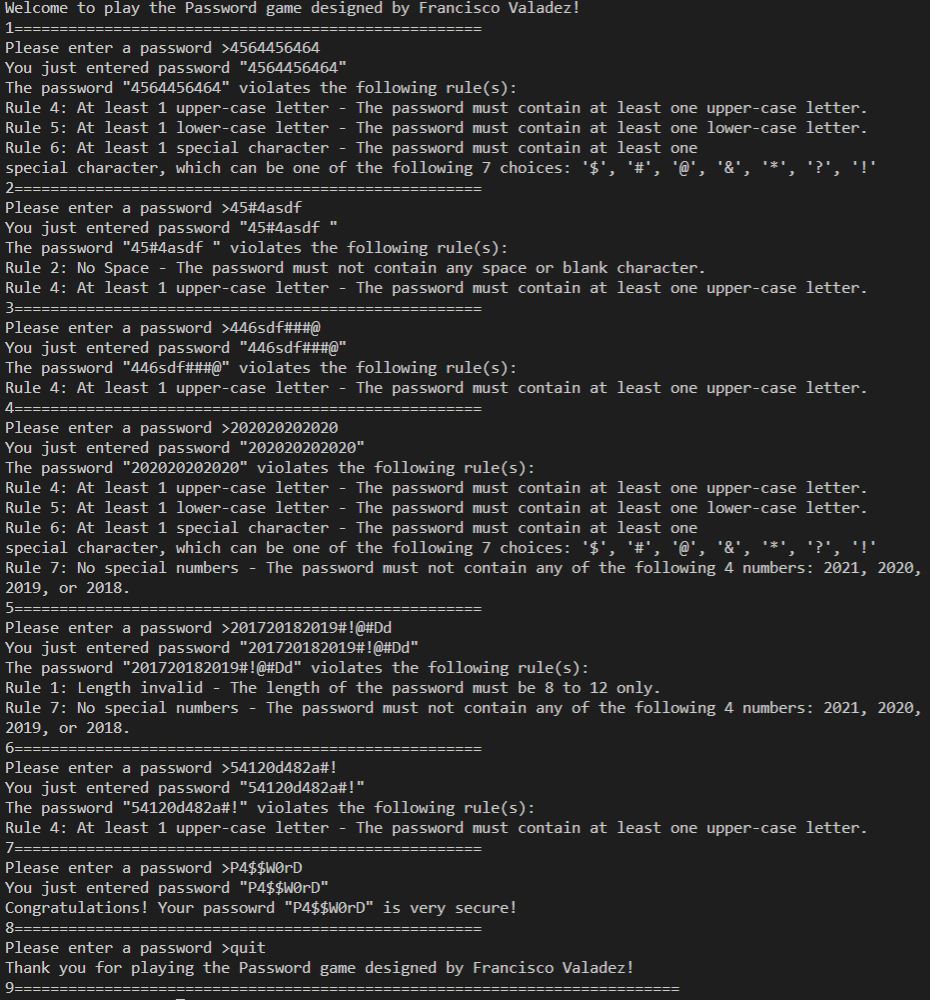 Welcome to play the Password game designed by Francisco Valadez!
1====================================================
Please enter a password >4564456464
You just entered password "4564456464"
The password "4564456464" violates the following rule(s):
Rule 4: At least 1 upper-case letter - The password must contain at least one upper-case letter.
Rule 5: At least 1 lower-case letter - The password must contain at least one lower-case letter.
Rule 6: At least 1 special character - The password must contain at least one
special character, which can be one of the following 7 choices: '$', '#', '@', '&', '*', '?', '!'
2====================================================
Please enter a password >45#4asdf
You just entered password "45#4asdf "
The password "45#4asdf " violates the following rule(s):
Rule 2: No Space - The password must not contain any space or blank character.
Rule 4: At least 1 upper-case letter - The password must contain at least one upper-case letter.
3====================================================
Please enter a password >446sdf###@
You just entered password "446sdf###@"
The password "446sdf###@" violates the following rule(s):
Rule 4: At least 1 upper-case letter - The password must contain at least one upper-case letter.
4====================================================
Please enter a password >202020202020
You just entered password "202020202020"
The password "202020202020" violates the following rule(s):
Rule 4: At least 1 upper-case letter - The password must contain at least one upper-case letter.
Rule 5: At least 1 lower-case letter - The password must contain at least one lower-case letter.
Rule 6: At least 1 special character - The password must contain at least one
special character, which can be one of the following 7 choices: '$', '#', '@', '&', '*', '?', '!'
Rule 7: No special numbers - The password must not contain any of the following 4 numbers: 2021, 2020,
2019, or 2018.
5====================================================
Please enter a password >201720182019#!@#Dd
You just entered password "201720182019#!@#Dd"
The password "201720182019#!@#Dd" violates the following rule(s):
Rule 1: Length invalid - The length of the password must be 8 to 12 only.
Rule 7: No special numbers - The password must not contain any of the following 4 numbers: 2021, 2020,
2019, or 2018.
6====================================================
Please enter a password >54120d482a#!
You just entered password "54120d482a#!"
The password "54120d482a#!" violates the following rule(s):
Rule 4: At least 1 upper-case letter - The password must contain at least one upper-case letter.
7====================================================
Please enter a password >P4$$W0rD
You just entered password "P4$$W0rD"
Congratulations! Your passowrd "P4$$W0rD" is very secure!
8====================================================
Please enter a password >quit
Thank you for playing the Password game designed by Francisco Valadez!
9==========================================================================